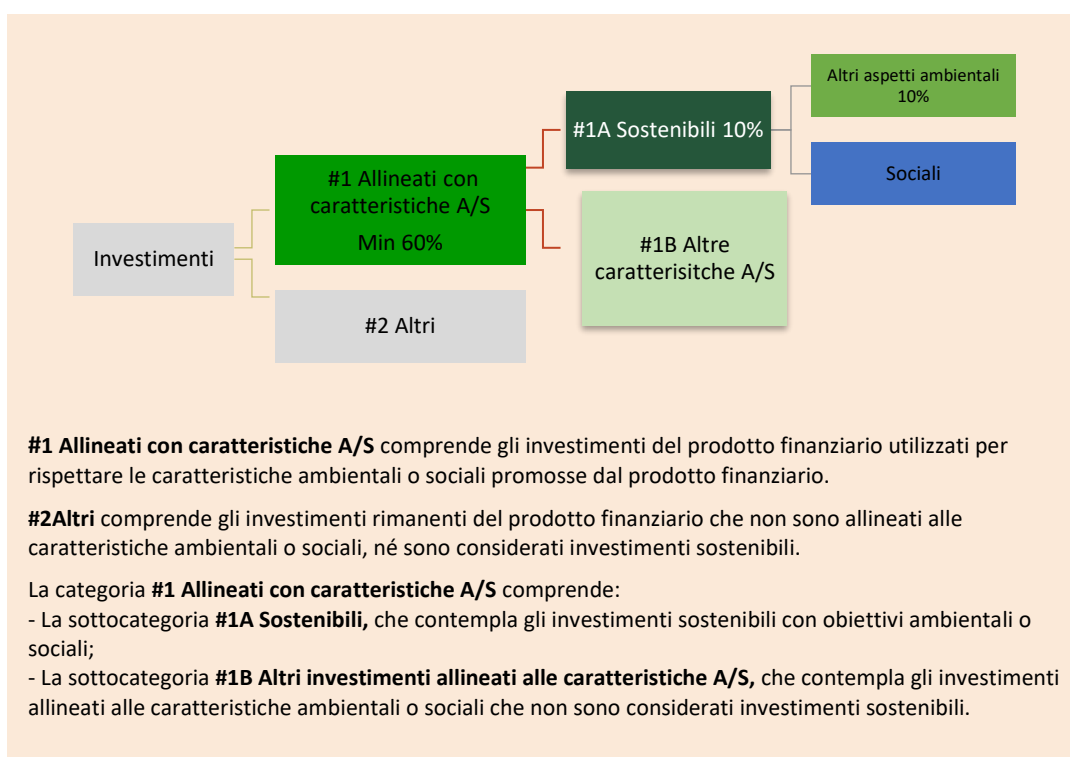 Altri aspetti ambientali
10%
#1A Sostenibili 10%
Sociali
#1 Allineati con
caratteristiche A/S
Min 60%
#1B Altre
caratterisitche A/S
Investimenti
#2 Altri
#1 Allineati con caratteristiche A/S comprende gli investimenti del prodotto finanziario utilizzati per
rispettare le caratteristiche ambientali o sociali promosse dal prodotto finanziario.
#2Altri comprende gli investimenti rimanenti del prodotto finanziario che non sono allineati alle
caratteristiche ambientali o sociali, né sono considerati investimenti sostenibili.
La categoria #1 Allineati con caratteristiche A/S comprende:
- La sottocategoria #1A Sostenibili, che contempla gli investimenti sostenibili con obiettivi ambientali o
sociali;
- La sottocategoria #1B Altri investimenti allineati alle caratteristiche A/S, che contempla gli investimenti
allineati alle caratteristiche ambientali o sociali che non sono considerati investimenti sostenibili.